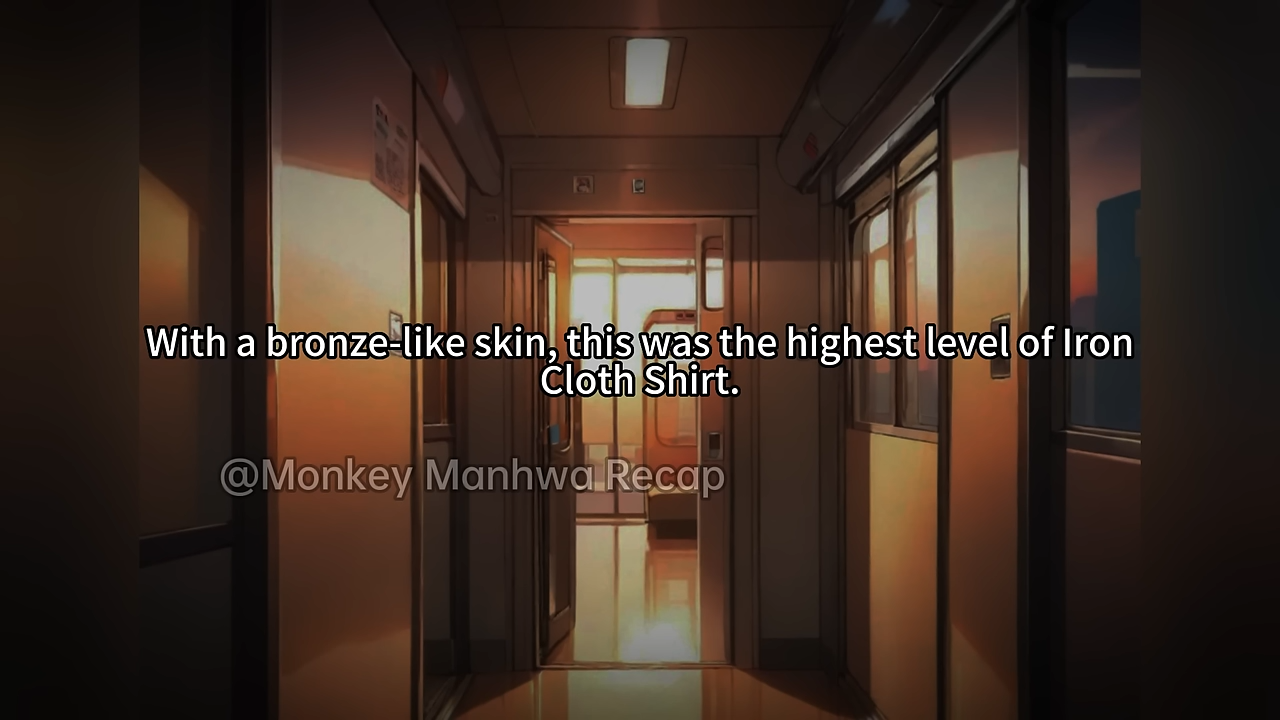 With a bronze-like skin, this was the highest level of Iron
Cloth Shirt.
@Monkey Manhwa Recap